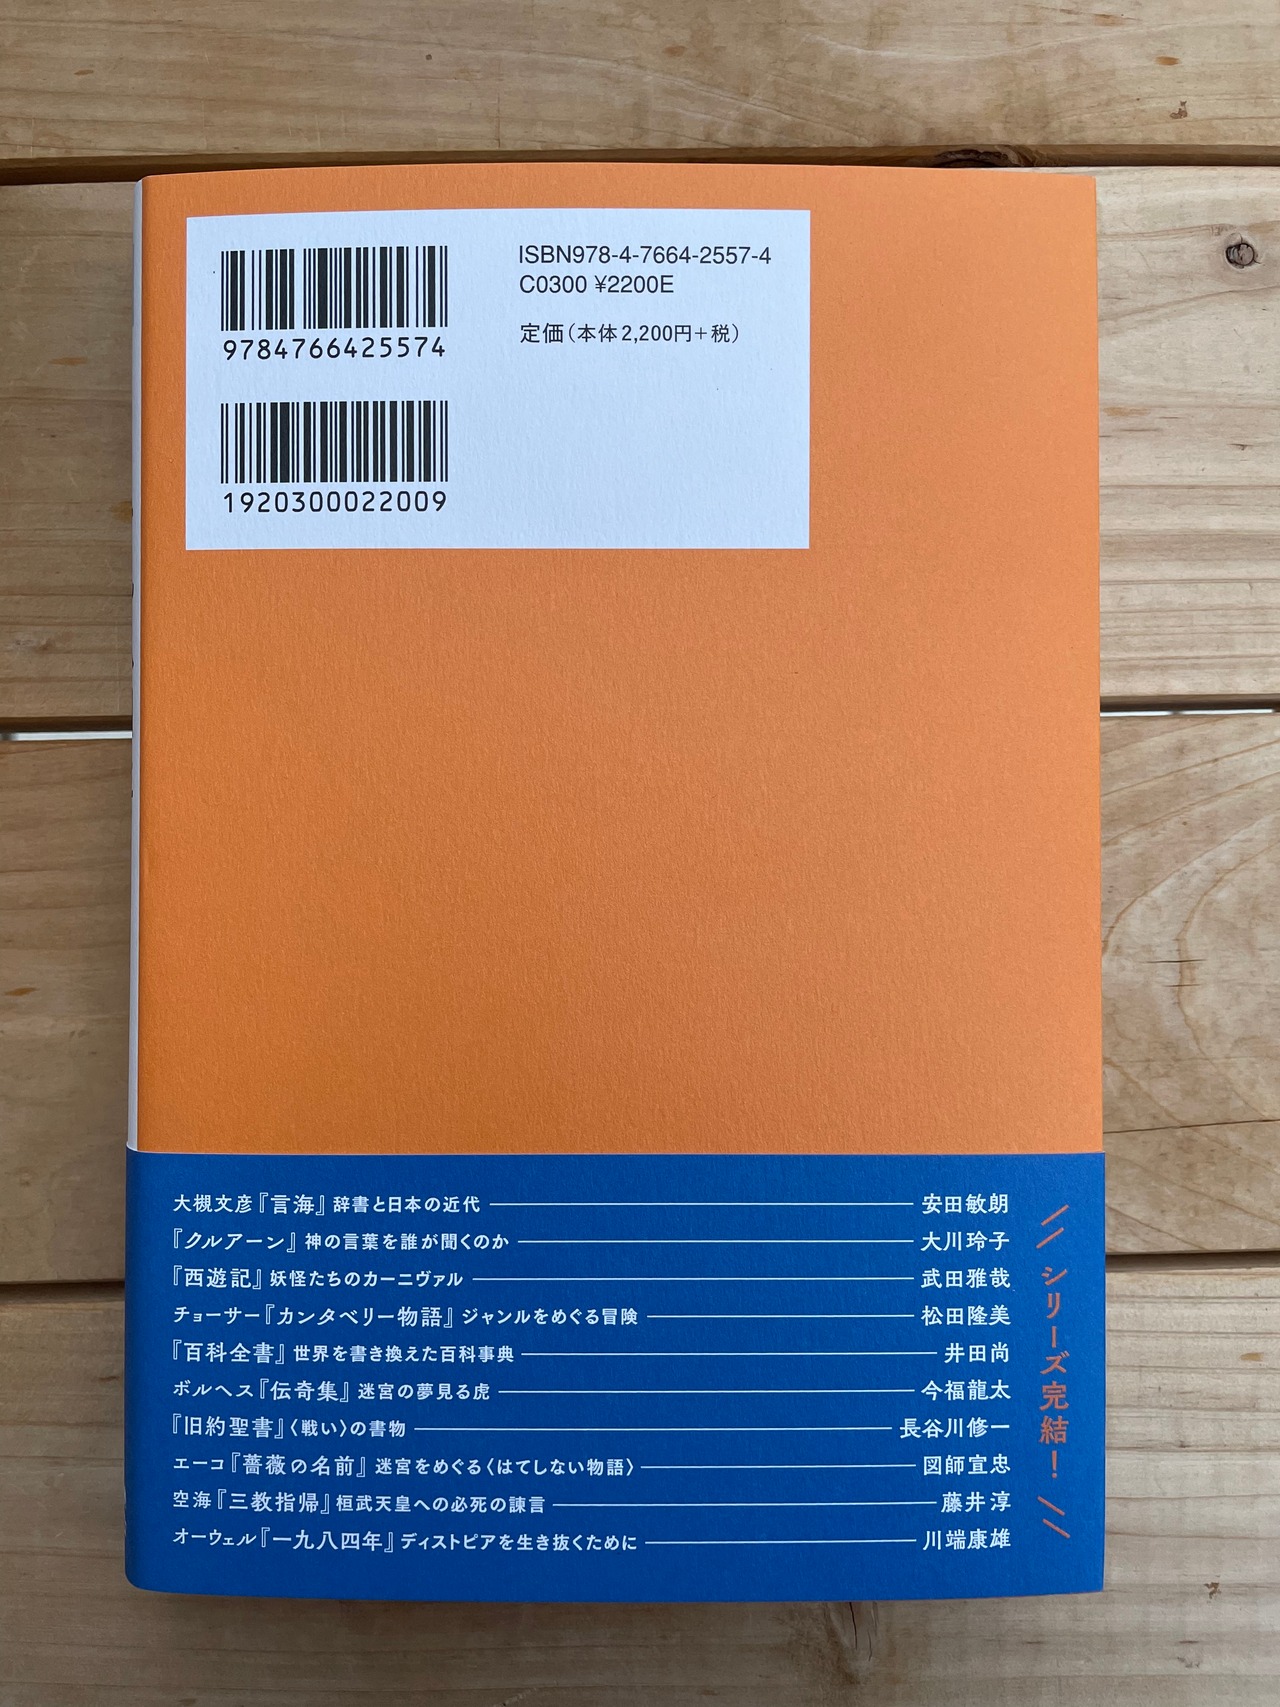 ISBN978-4-7664-2557-4
C0300 ¥2200E
定価（本体2,200円＋税）
9784766425574
1920300022009
大槻文彦『言海』辞書と日本の近代 安田敏朗
『クルアーン』神の言葉を誰が聞くのか 大川玲子
『西遊記』妖怪たちのカーニヴァル 武田雅哉
チョーサー『カンタベリー物語』ジャンルをめぐる冒険 松田隆美
『百科全書』世界を書き換えた百科事典 井田尚
ボルヘス『伝奇集』迷宮の夢見る虎 今福龍太
『旧約聖書』〈戦い〉の書物 長谷川修一
エーコ『薔薇の名前』迷宮をめぐる〈はてしない物語〉 図師宣忠
空海『三教指帰』桓武天皇への必死の諫言 藤井淳
オーウェル『一九八四年』ディストピアを生き抜くために 川端康雄
シリーズ完結！